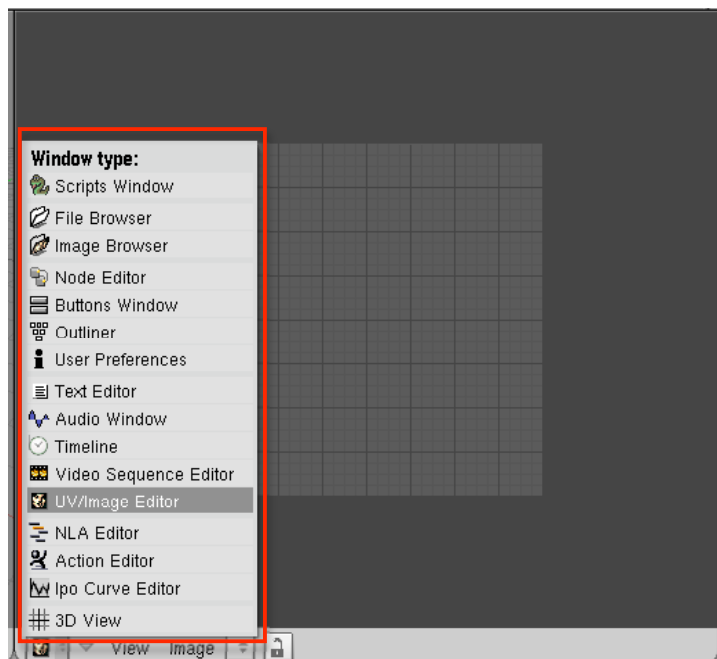 Window type:
Scripts Window
File Browser
Image Browser
Node Editor
Buttons Window
Outliner
User Preferences
Text Editor
Audio Window
Timeline
Video Sequence Editor
UV/Image Editor
NLA Editor
Action Editor
Ipo Curve Editor
3D View
View Image